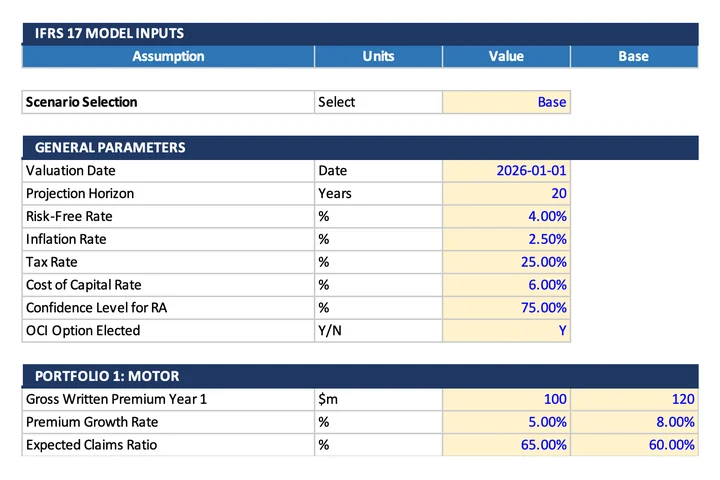 IFRS 17 MODEL INPUTS
Assumption Units Value Base
Scenario Selection Select Base
GENERAL PARAMETERS
Valuation Date Date 2026-01-01
Projection Horizon Years 20
Risk-Free Rate % 4.00%
Inflation Rate % 2.50%
Tax Rate % 25.00%
Cost of Capital Rate % 6.00%
Confidence Level for RA % 75.00%
OCI Option Elected Y/N Y
PORTFOLIO 1: MOTOR
Gross Written Premium Year 1 $m 100 120
Premium Growth Rate % 5.00% 8.00%
Expected Claims Ratio % 65.00% 60.00%